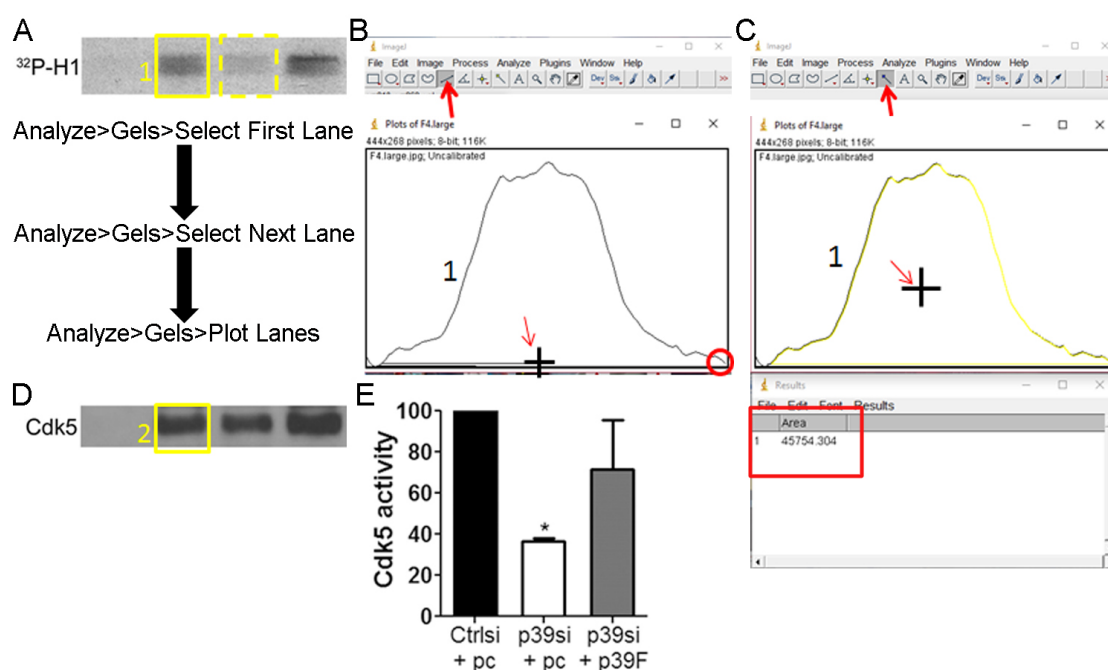 A
32P-H1
1
Analyze>Gels>Select First Lane
Analyze>Gels>Select Next Lane
Analyze>Gels>Plot Lanes
B
ImageJ
File Edit Image Process Analyze Plugins Window Help
A Dev Stk >>
Plots of F4.large
444x268 pixels; 8-bit; 116K
F4.large.jpg; Uncalibrated
1
C
ImageJ
File Edit Image Process Analyze Plugins Window Help
A Dev Stk >>
Plots of F4.large
444x268 pixels; 8-bit; 116K
F4.large.jpg; Uncalibrated
1
Results
File Edit Font Results
Area
1 45754.304
D
Cdk5
2
E
Cdk5 activity
100
80
60
40
20
0
*
Ctrlsi + pc
p39si + pc
p39si + p39F